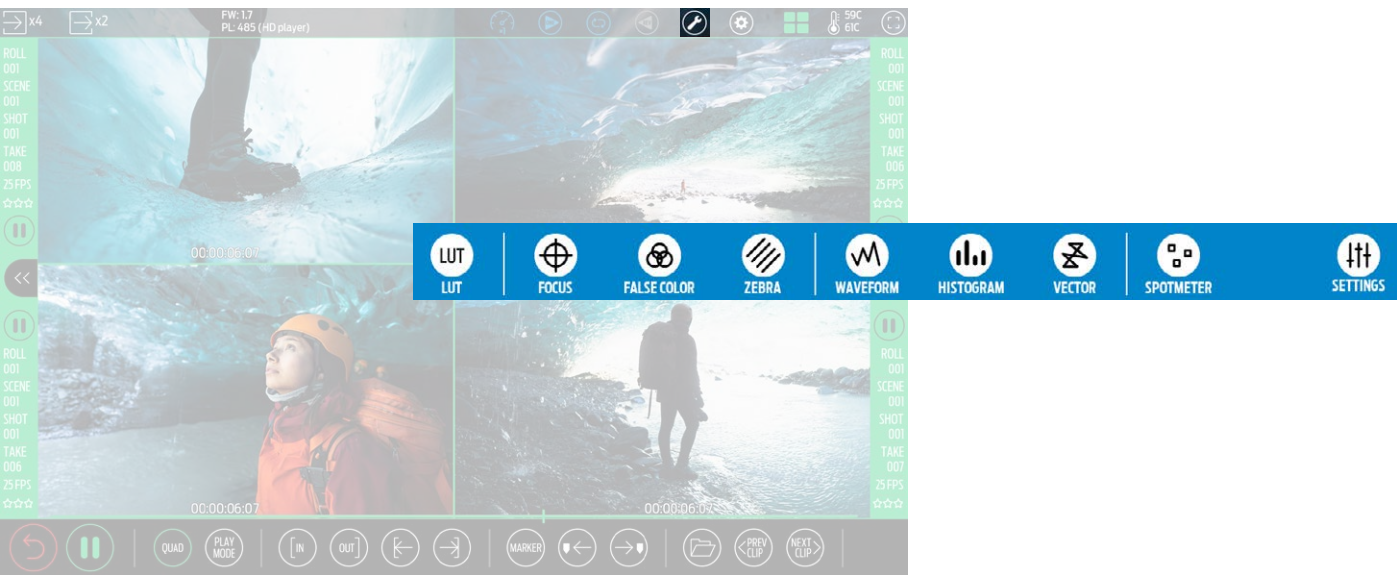 x4 x2 FW: 1.7 59C
PL: 485 (HD player) 61C
ROLL
001
SCENE
001
SHOT
001
TAKE
008
25 FPS
ROLL
001
SCENE
001
SHOT
001
TAKE
006
25 FPS
00:00:06:07
LUT
LUT FOCUS FALSE COLOR ZEBRA WAVEFORM HISTOGRAM VECTOR SPOTMETER SETTINGS
ROLL
001
SCENE
001
SHOT
001
TAKE
006
25 FPS
ROLL
001
SCENE
001
SHOT
001
TAKE
007
25 FPS
00:00:06:07 00:00:06:07
QUAD PLAY MODE [IN OUT] MARKER <PREV CLIP NEXT CLIP>